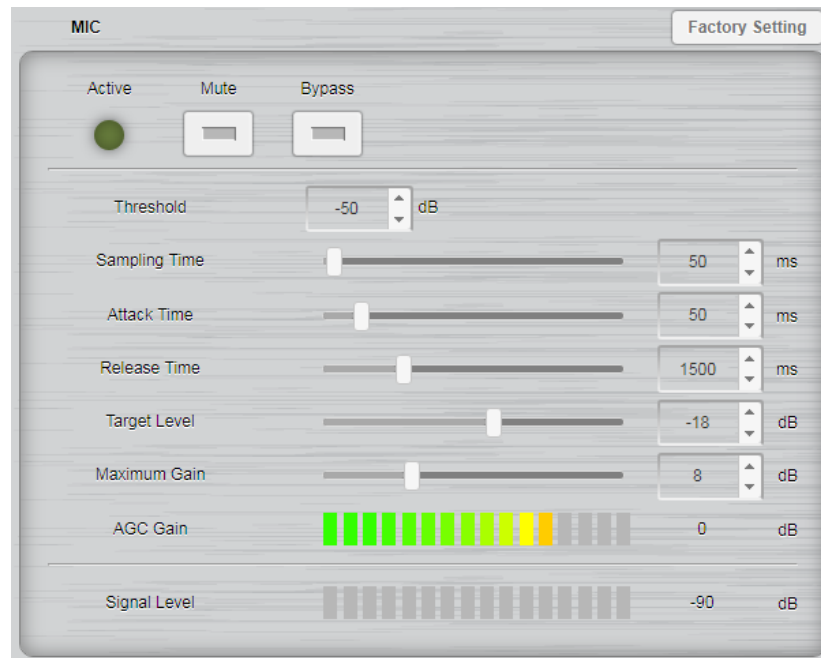 MIC Factory Setting
Active Mute Bypass
Threshold -50 dB
Sampling Time 50 ms
Attack Time 50 ms
Release Time 1500 ms
Target Level -18 dB
Maximum Gain 8 dB
AGC Gain 0 dB
Signal Level -90 dB